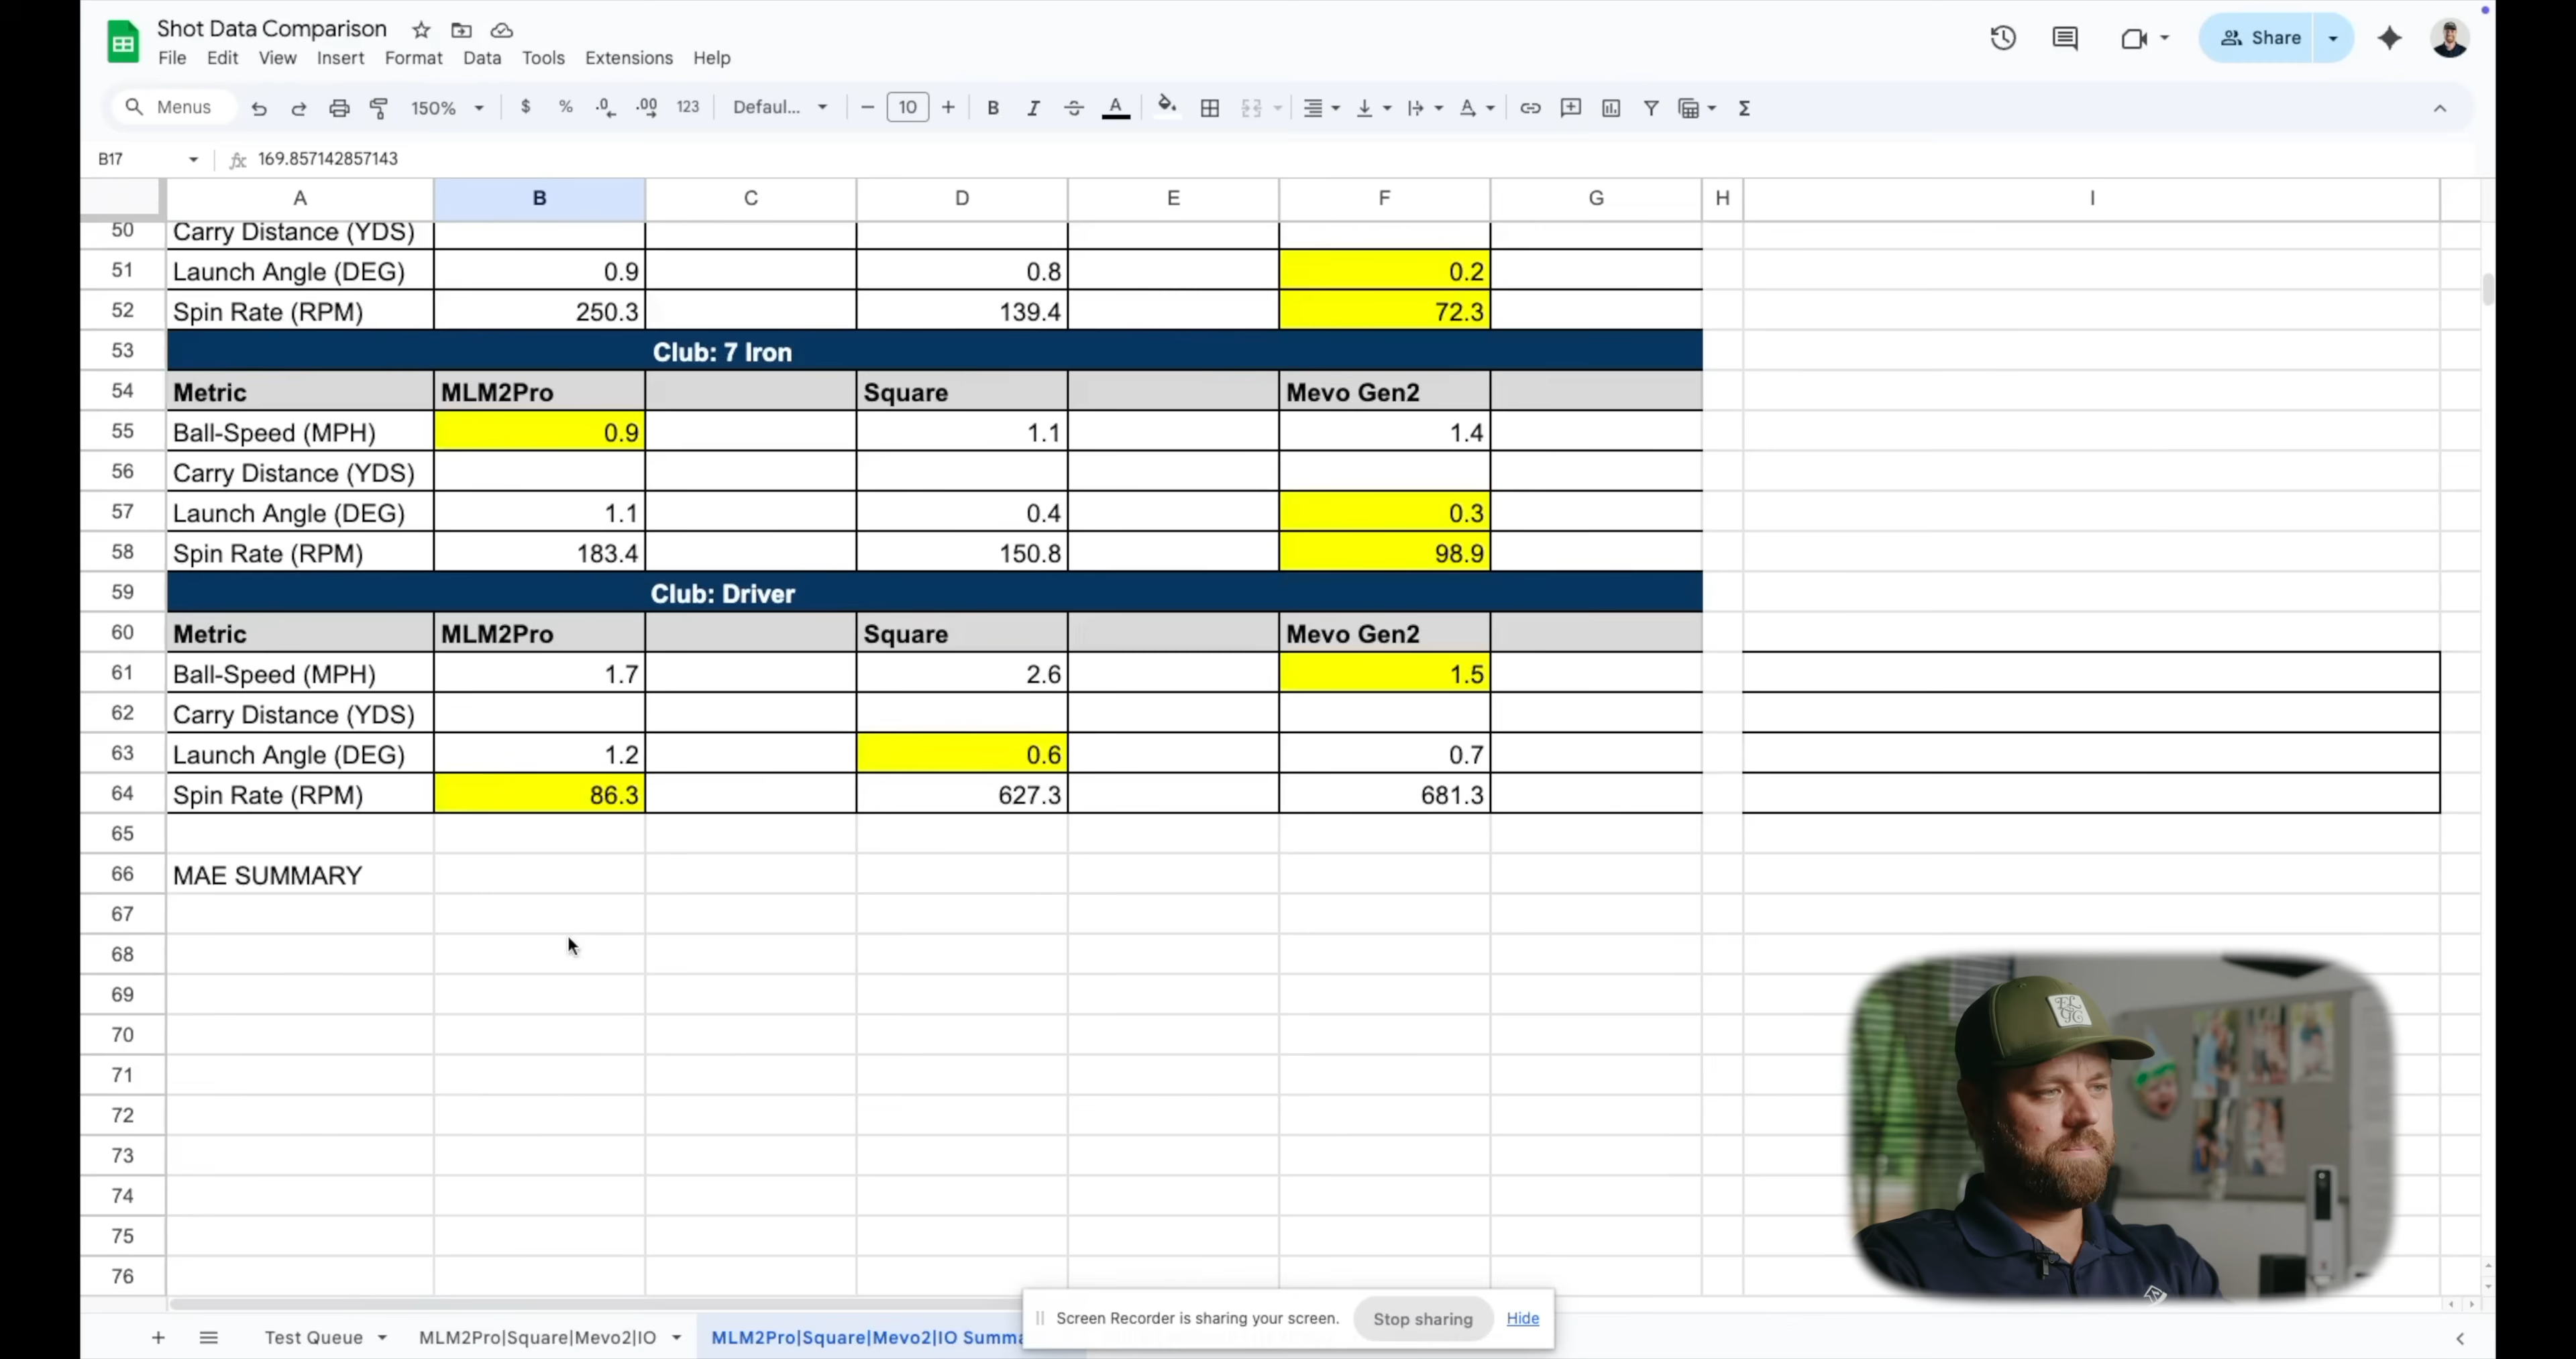 Shot Data Comparison
File Edit View Insert Format Data Tools Extensions Help
Share
Menus 150% $ % .0 .00 123 Defaul... 10 B I A
B17 fx 169.857142857143
A B C D E F G H I
50 Carry Distance (YDS)
51 Launch Angle (DEG) 0.9 0.8 0.2
52 Spin Rate (RPM) 250.3 139.4 72.3
53 Club: 7 Iron
54 Metric MLM2Pro Square Mevo Gen2
55 Ball-Speed (MPH) 0.9 1.1 1.4
56 Carry Distance (YDS)
57 Launch Angle (DEG) 1.1 0.4 0.3
58 Spin Rate (RPM) 183.4 150.8 98.9
59 Club: Driver
60 Metric MLM2Pro Square Mevo Gen2
61 Ball-Speed (MPH) 1.7 2.6 1.5
62 Carry Distance (YDS)
63 Launch Angle (DEG) 1.2 0.6 0.7
64 Spin Rate (RPM) 86.3 627.3 681.3
65
66 MAE SUMMARY
67
68
69
70
71
72
73
74
75
76
Screen Recorder is sharing your screen. Stop sharing Hide
Test Queue MLM2Pro|Square|Mevo2|IO MLM2Pro|Square|Mevo2|IO Summa